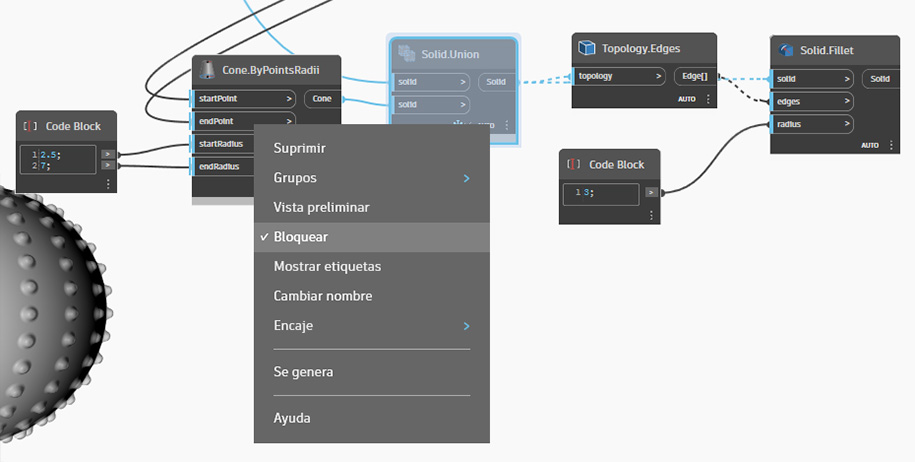 Code Block
1 2.5;
2 7;
>
>
Cone.ByPointsRadii
startPoint >
Cone
endPoint >
startRadius
endRadius
Solid.Union
solid >
Solid
solid >
AUTO
Topology.Edges
topology >
Edge[]
AUTO
Solid.Fillet
solid >
Solid
edges >
radius >
AUTO
Code Block
1 3;
>
Suprimir
Grupos >
Vista preliminar
✓ Bloquear
Mostrar etiquetas
Cambiar nombre
Encaje >
Se genera
Ayuda